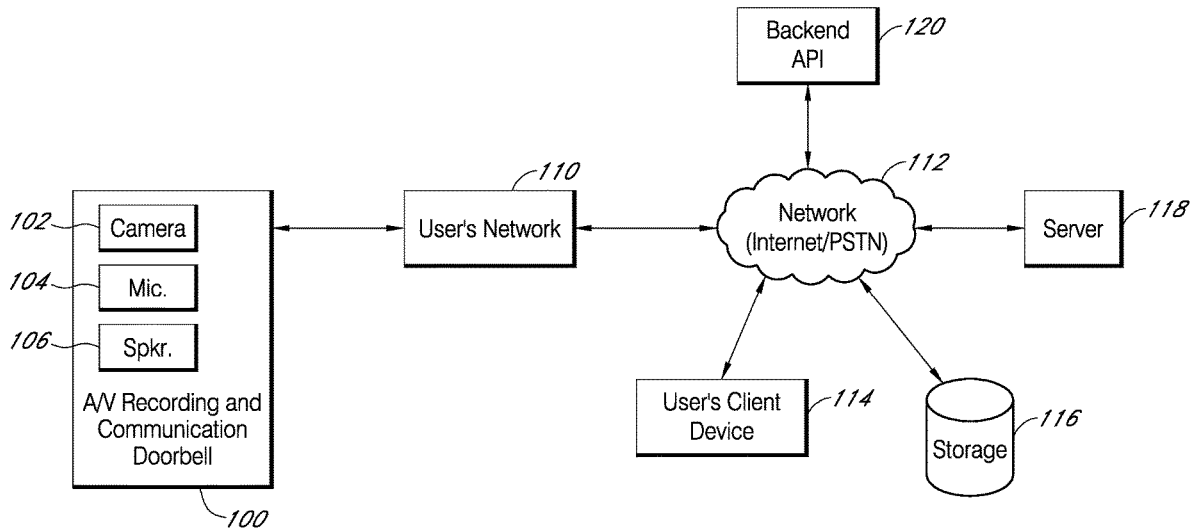 Backend
API
120
110
112
102
Camera
User's Network
Network
(Internet/PSTN)
Server
118
104
Mic.
106
Spkr.
A/V Recording and
Communication
Doorbell
User's Client
Device
114
Storage
116
100